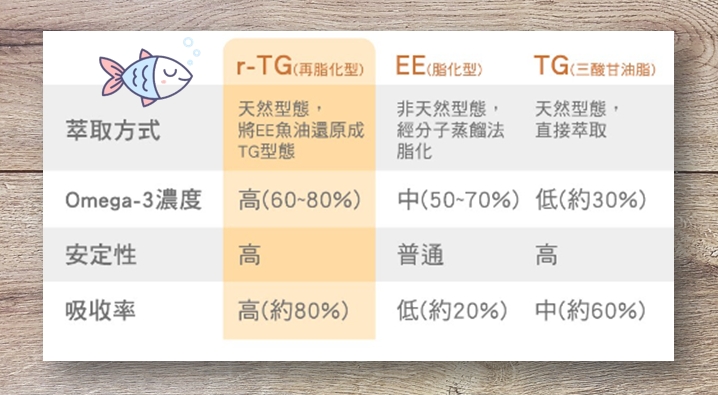 r-TG(再脂化型) EE(脂化型) TG(三酸甘油脂)
萃取方式
天然型態，
將EE魚油還原成
TG型態
非天然型態，
經分子蒸餾法
脂化
天然型態，
直接萃取
Omega-3濃度 高(60~80%) 中(50~70%) 低(約30%)
安定性 高 普通 高
吸收率 高(約80%) 低(約20%) 中(約60%)